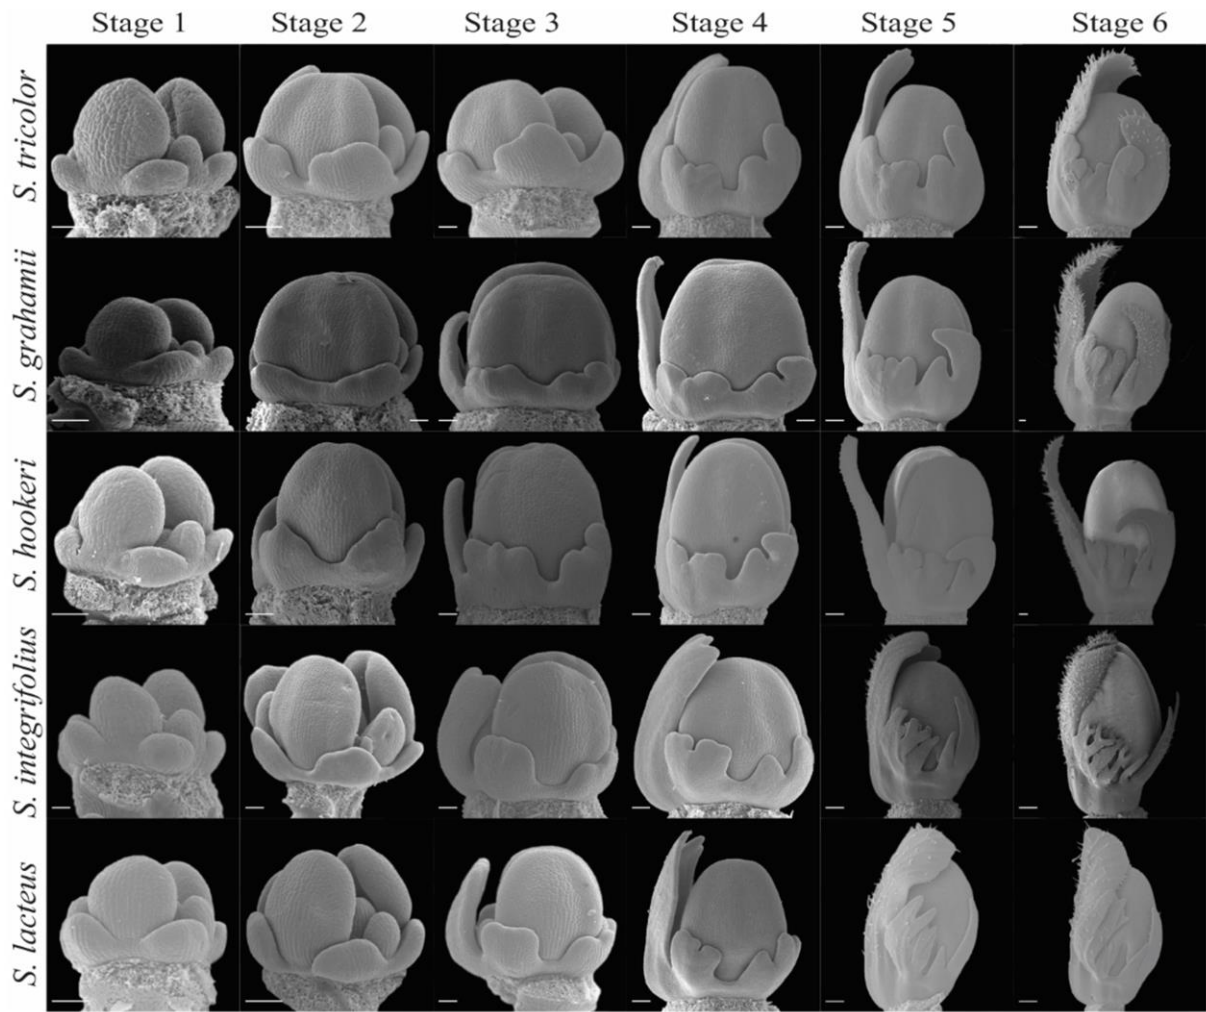 Stage 1 Stage 2 Stage 3 Stage 4 Stage 5 Stage 6
S. tricolor
S. grahamii
S. hookeri
S. integrifolius
S. lacteus